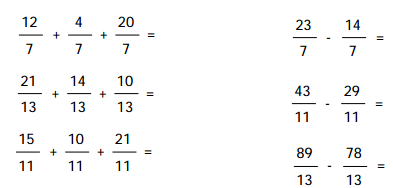 12/7 + 4/7 + 20/7 =
23/7 - 14/7 =
21/13 + 14/13 + 10/13 =
43/11 - 29/11 =
15/11 + 10/11 + 21/11 =
89/13 - 78/13 =